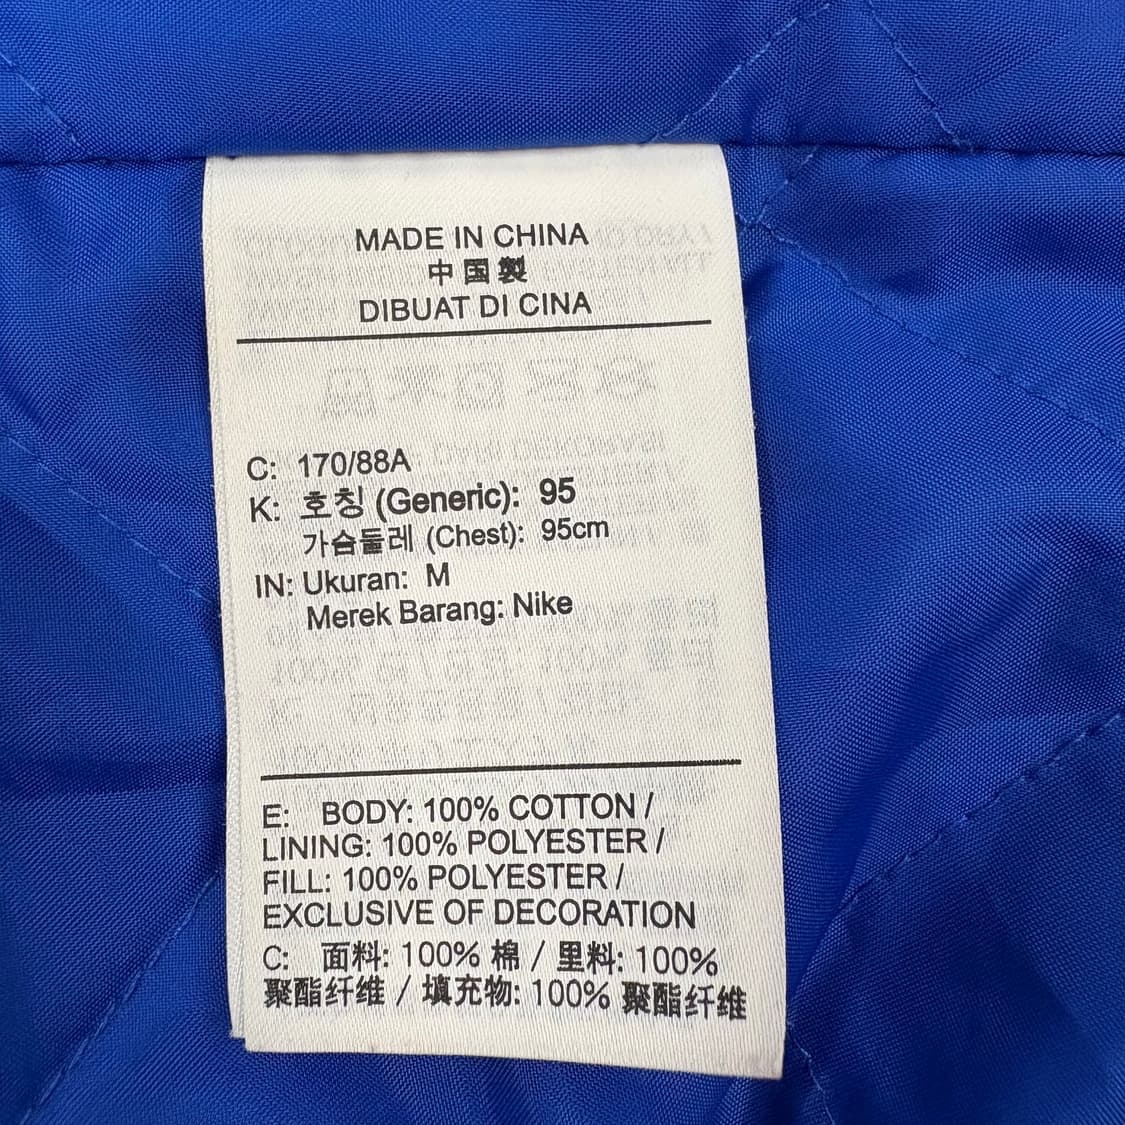 MADE IN CHINA
中国製
DIBUAT DI CINA
C: 170/88A
K: 호칭 (Generic): 95
가슴둘레 (Chest): 95cm
IN: Ukuran: M
Merek Barang: Nike
E: BODY: 100% COTTON /
LINING: 100% POLYESTER /
FILL: 100% POLYESTER /
EXCLUSIVE OF DECORATION
C: 面料: 100% 棉 / 里料: 100%
聚酯纤维 / 填充物: 100% 聚酯纤维